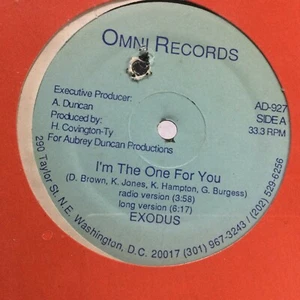 OMNI RECORDS
Executive Producer:
A. Duncan
Produced by:
H. Covington-Ty
For Aubrey Duncan Productions
AD-927
SIDE A
33.3 RPM
I'm The One For You
(D. Brown, K. Jones, K. Hampton, G. Burgess)
radio version (3:58)
long version (6:17)
EXODUS
290 Taylor St. N.E. Washington, D.C. 20017 (301) 967-3243 / (202) 529-6256